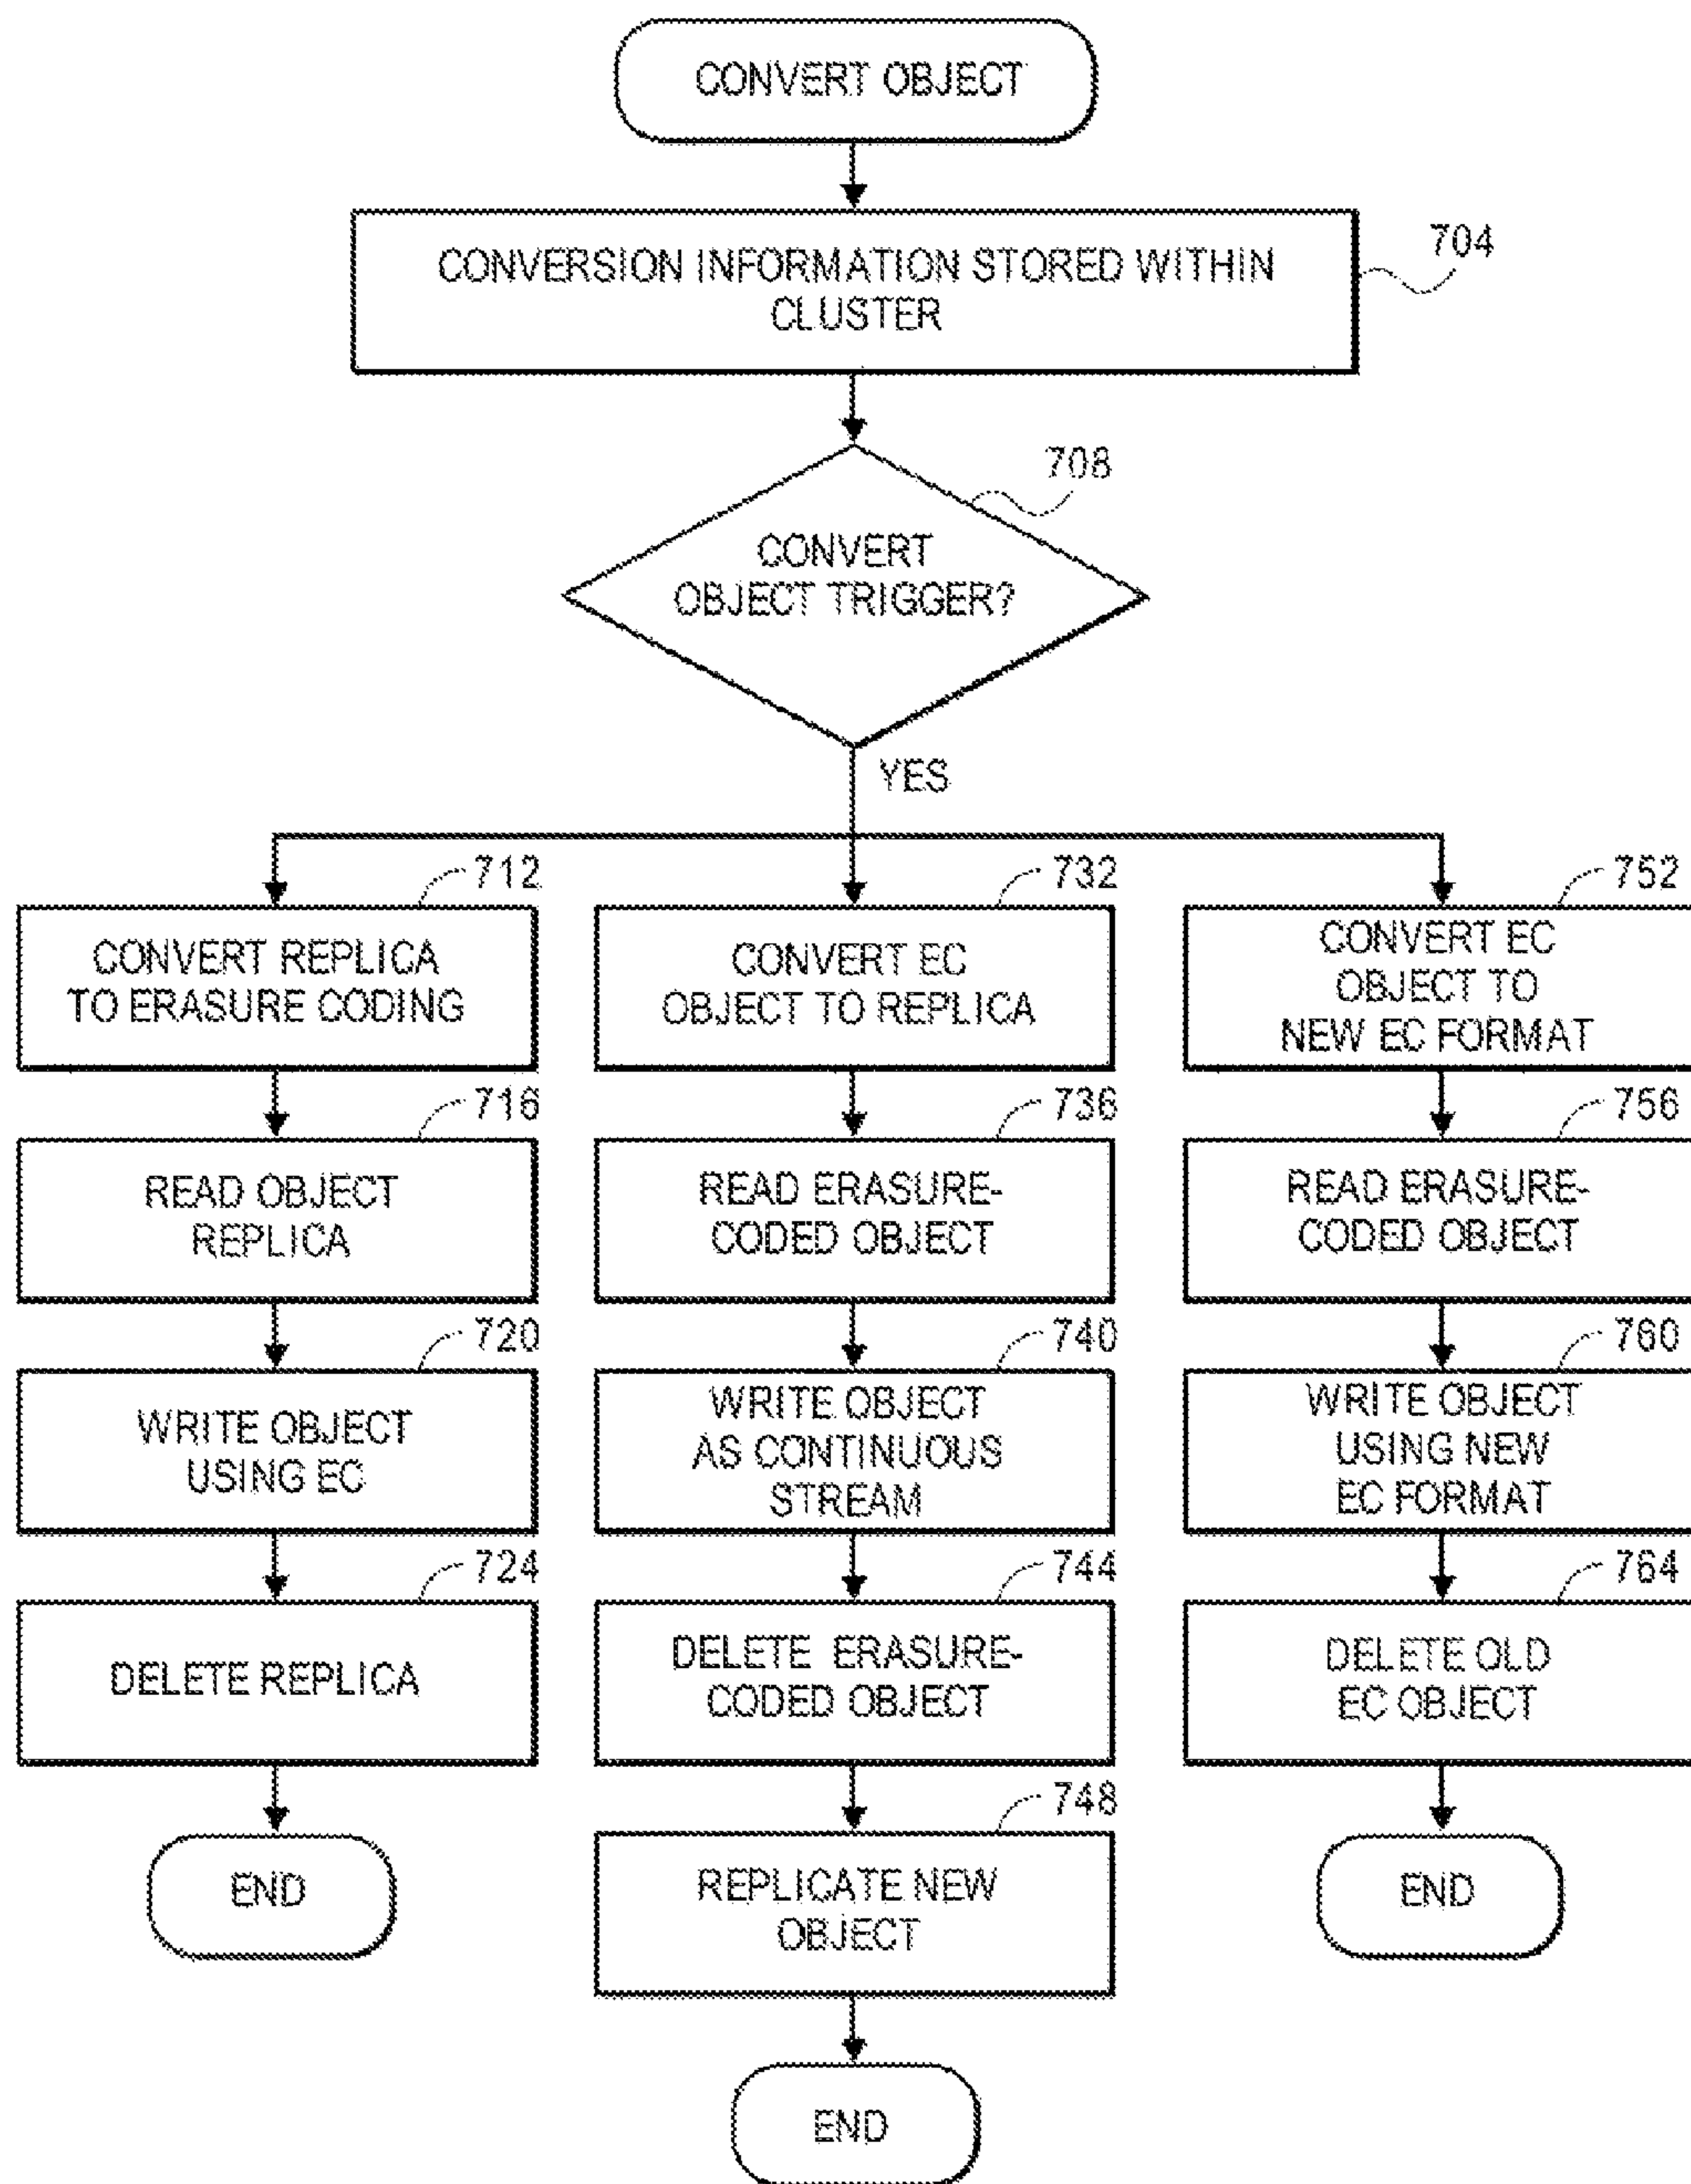 CONVERT OBJECT
CONVERSION INFORMATION STORED WITHIN
CLUSTER
704
708
CONVERT
OBJECT TRIGGER?
YES
712
CONVERT REPLICA
TO ERASURE CODING
716
READ OBJECT
REPLICA
720
WRITE OBJECT
USING EC
724
DELETE REPLICA
END
732
CONVERT EC
OBJECT TO REPLICA
736
READ ERASURE-
CODED OBJECT
740
WRITE OBJECT
AS CONTINUOUS
STREAM
744
DELETE ERASURE-
CODED OBJECT
748
REPLICATE NEW
OBJECT
END
752
CONVERT EC
OBJECT TO
NEW EC FORMAT
756
READ ERASURE-
CODED OBJECT
760
WRITE OBJECT
USING NEW
EC FORMAT
764
DELETE OLD
EC OBJECT
END